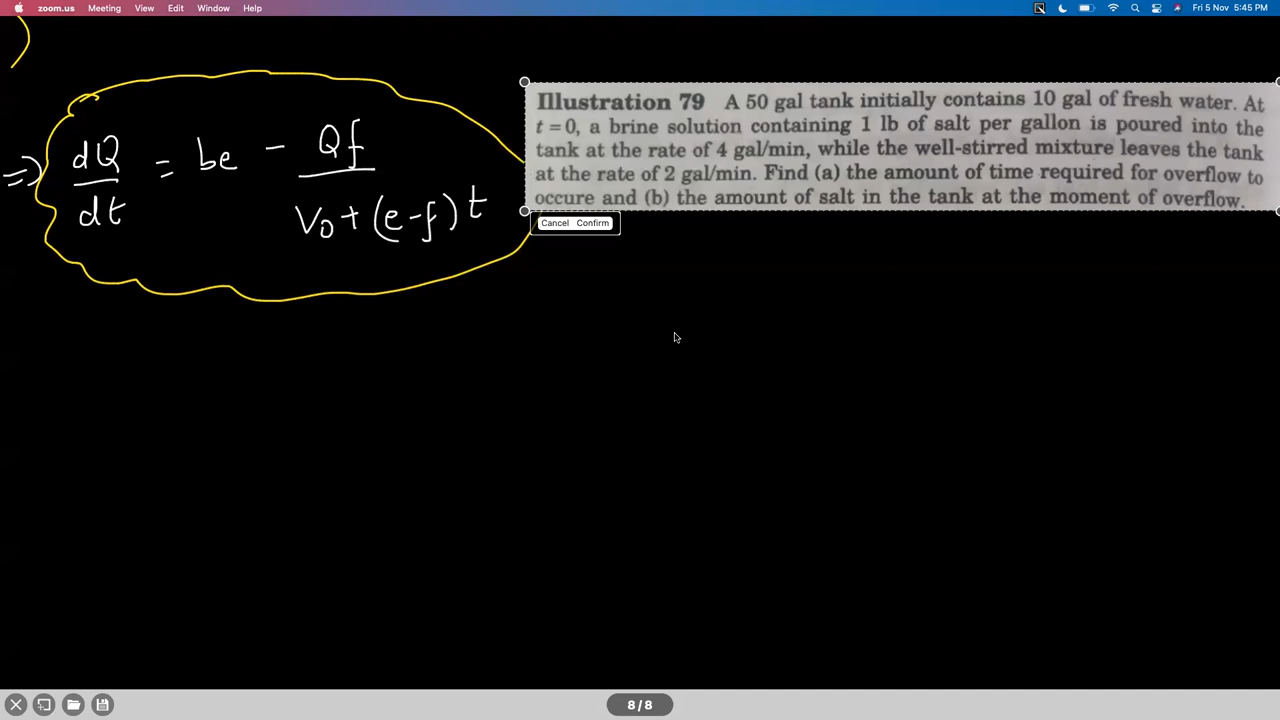 zoom.us Meeting View Edit Window Help Fri 5 Nov 5:45 PM
⇒ dQ/dt = be - Qf/(V₀+(e-f)t)
Illustration 79 A 50 gal tank initially contains 10 gal of fresh water. At
t = 0, a brine solution containing 1 lb of salt per gallon is poured into the
tank at the rate of 4 gal/min, while the well-stirred mixture leaves the tank
at the rate of 2 gal/min. Find (a) the amount of time required for overflow to
occure and (b) the amount of salt in the tank at the moment of overflow.
Cancel Confirm
8 / 8